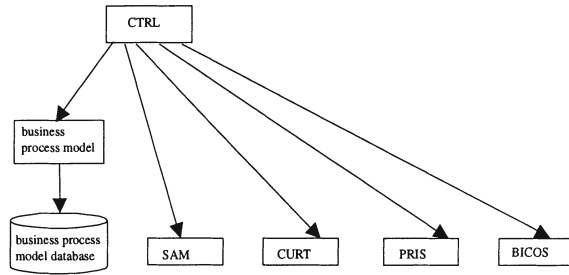 CTRL
business
process model
business process
model database
SAM
CURT
PRIS
BICOS